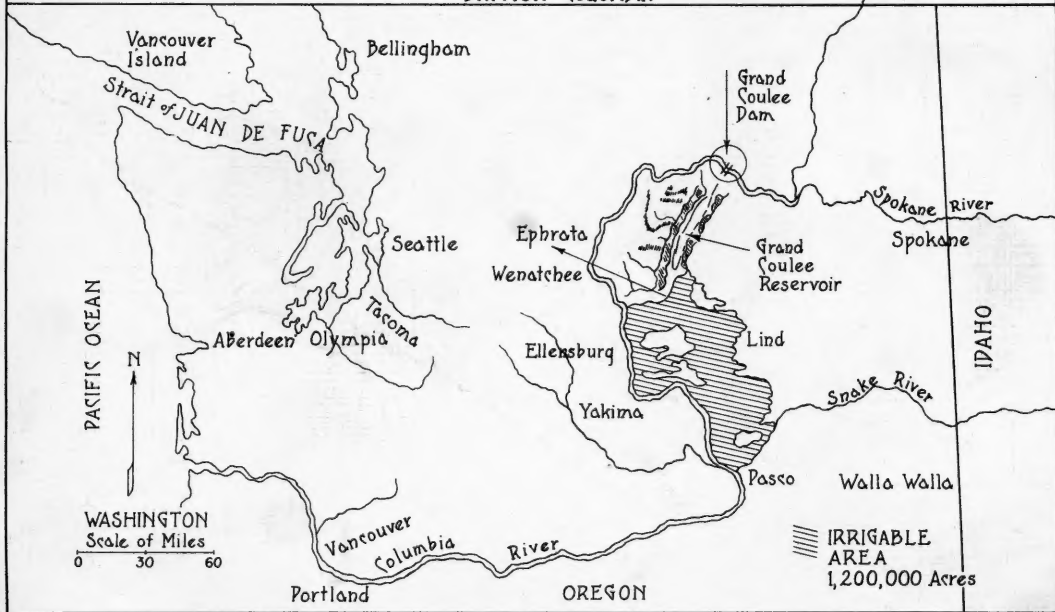 Vancouver
Island
Bellingham
Strait of JUAN DE FUCA
Grand
Coulee
Dam
Spokane River
Spokane
Seattle
Ephrata
Wenatchee
Grand
Coulee
Reservoir
Tacoma
Aberdeen
Olympia
Ellensburg
Lind
IDAHO
PACIFIC OCEAN
N
Yakima
Snake River
Pasco
Walla Walla
WASHINGTON
Scale of Miles
0 30 60
Vancouver
Columbia River
Portland
OREGON
IRRIGABLE
AREA
1,200,000 Acres